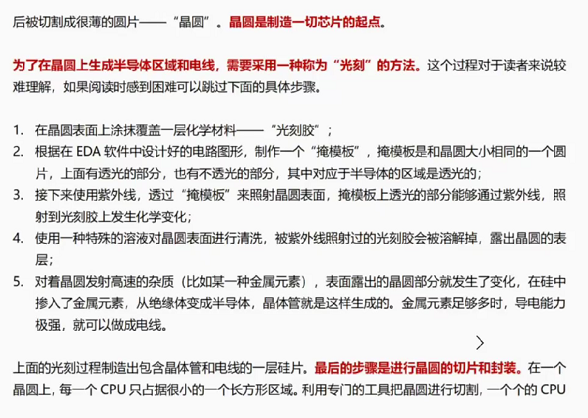 后被切割成很薄的圆片——“晶圆”。晶圆是制造一切芯片的起点。
为了在晶圆上生成半导体区域和电线，需要采用一种称为“光刻”的方法。这个过程对于读者来说较
难理解，如果阅读时感到困难可以跳过下面的具体步骤。
1. 在晶圆表面上涂抹覆盖一层化学材料——“光刻胶”；
2. 根据在 EDA 软件中设计好的电路图形，制作一个“掩模板”，掩模板是和晶圆大小相同的一个圆
片，上面有透光的部分，也有不透光的部分，其中对应于半导体的区域是透光的；
3. 接下来使用紫外线，透过“掩模板”来照射晶圆表面，掩模板上透光的部分能够通过紫外线，照
射到光刻胶上发生化学变化；
4. 使用一种特殊的溶液对晶圆表面进行清洗，被紫外线照射过的光刻胶会被溶解掉，露出晶圆的表
层；
5. 对着晶圆发射高速的杂质（比如某一种金属元素），表面露出的晶圆部分就发生了变化，在硅中
掺入了金属元素，从绝缘体变成半导体，晶体管就是这样生成的。金属元素足够多时，导电能力
极强，就可以做成电线。
上面的光刻过程制造出包含晶体管和电线的一层硅片。最后的步骤是进行晶圆的切片和封装。在一个
晶圆上，每一个 CPU 只占据很小的一个长方形区域。利用专门的工具把晶圆进行切割，一个个的 CPU